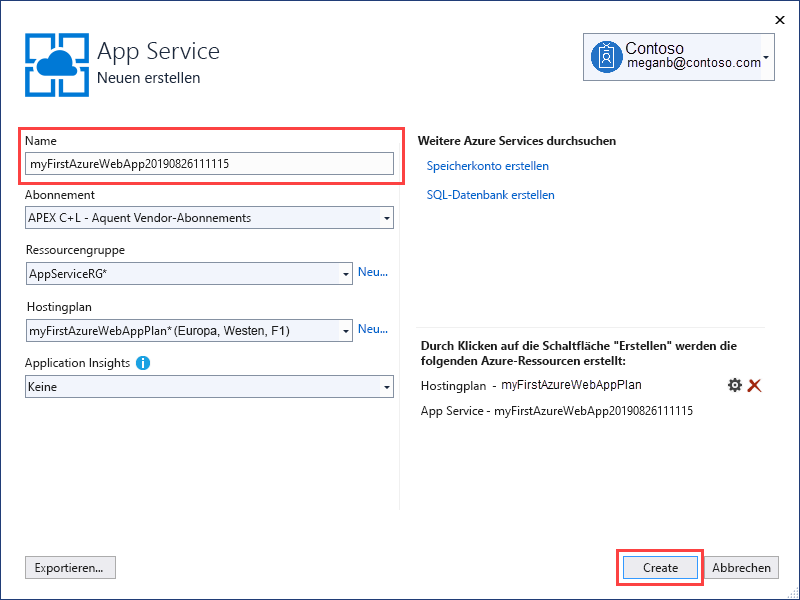 App Service
Neuen erstellen
Contoso
meganb@contoso.com
Name
myFirstAzureWebApp20190826111115
Abonnement
APEX C+L - Aquent Vendor-Abonnements
Ressourcengruppe
AppServiceRG*
Neu...
Hostingplan
myFirstAzureWebAppPlan* (Europa, Westen, F1)
Neu...
Application Insights
Keine
Weitere Azure Services durchsuchen
Speicherkonto erstellen
SQL-Datenbank erstellen
Durch Klicken auf die Schaltfläche "Erstellen" werden die
folgenden Azure-Ressourcen erstellt:
Hostingplan - myFirstAzureWebAppPlan
App Service - myFirstAzureWebApp20190826111115
Exportieren...
Create
Abbrechen